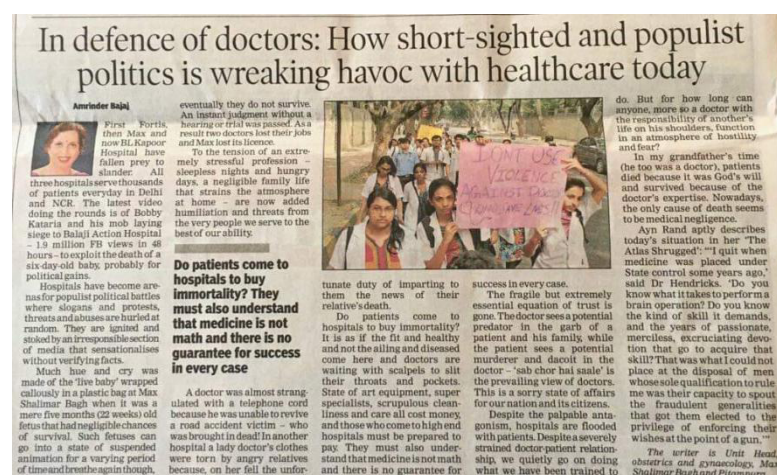 In defence of doctors: How short-sighted and populist
politics is wreaking havoc with healthcare today
Amrinder Bajaj
First Fortis,
then Max and
now BL Kapoor
Hospital have
fallen prey to
slander. All
three hospitals serve thousands
of patients everyday in Delhi
and NCR. The latest video
doing the rounds is of Bobby
Kataria and his mob laying
siege to Balaji Action Hospital
– 1.9 million FB views in 48
hours – to exploit the death of a
six-day-old baby, probably for
political gains.
Hospitals have become are-
nas for populist political battles
where slogans and protests,
threats and abuses are hurled at
random. They are ignited and
stoked by an irresponsible section
of media that sensationalises
without verifying facts.
Much hue and cry was
made of the 'live baby' wrapped
callously in a plastic bag at Max
Shalimar Bagh when it was a
mere five months (22 weeks) old
fetus that had negligible chances
of survival. Such fetuses can
go into a state of suspended
animation for a varying period
of time and breathe again though,
eventually they do not survive.
An instant judgment without a
hearing or trial was passed. As a
result two doctors lost their jobs
and Max lost its licence.
To the tension of an extre-
mely stressful profession –
sleepless nights and hungry
days, a negligible family life
that strains the atmosphere
at home – are now added
humiliation and threats from
the very people we serve to the
best of our ability.
Do patients come to
hospitals to buy
immortality? They
must also understand
that medicine is not
math and there is no
guarantee for success
in every case
A doctor was almost strang-
ulated with a telephone cord
because he was unable to revive
a road accident victim – who
was brought in dead! In another
hospital a lady doctor's clothes
were torn by angry relatives
because, on her fell the unfor-
DONT USE
VIOLENCE
AGAINST DOCS
tunate duty of imparting to
them the news of their
relative's death.
Do patients come to
hospitals to buy immortality?
It is as if the fit and healthy
and not the ailing and diseased
come here and doctors are
waiting with scalpels to slit
their throats and pockets.
State of art equipment, super
specialists, scrupulous clean-
liness and care all cost money,
and those who come to high end
hospitals must be prepared to
pay. They must also under-
stand that medicine is not math
and there is no guarantee for
success in every case.
The fragile but extremely
essential equation of trust is
gone. The doctor sees a potential
predator in the garb of a
patient and his family, while
the patient sees a potential
murderer and dacoit in the
doctor – 'sab chor hai saale' is
the prevailing view of doctors.
This is a sorry state of affairs
for our nation and its citizens.
Despite the palpable anta-
gonism, hospitals are flooded
with patients. Despite a severely
strained doctor-patient relation-
ship, we quietly go on doing
what we have been trained to
do. But for how long can
anyone, more so a doctor with
the responsibility of another's
life on his shoulders, function
in an atmosphere of hostility
and fear?
In my grandfather's time
(he too was a doctor), patients
died because it was God's will
and survived because of the
doctor's expertise. Nowadays,
the only cause of death seems
to be medical negligence.
Ayn Rand aptly describes
today's situation in her 'The
Atlas Shrugged': "'I quit when
medicine was placed under
State control some years ago,'
said Dr Hendricks. 'Do you
know what it takes to perform a
brain operation? Do you know
the kind of skill it demands,
and the years of passionate,
merciless, excruciating devo-
tion that go to acquire that
skill? That was what I could not
place at the disposal of men
whose sole qualification to rule
me was their capacity to spout
the fraudulent generalities
that got them elected to the
privilege of enforcing their
wishes at the point of a gun.'"
The writer is Unit Head
obstetrics and gynaecology, Max
Shalimar Bagh and Pitampura